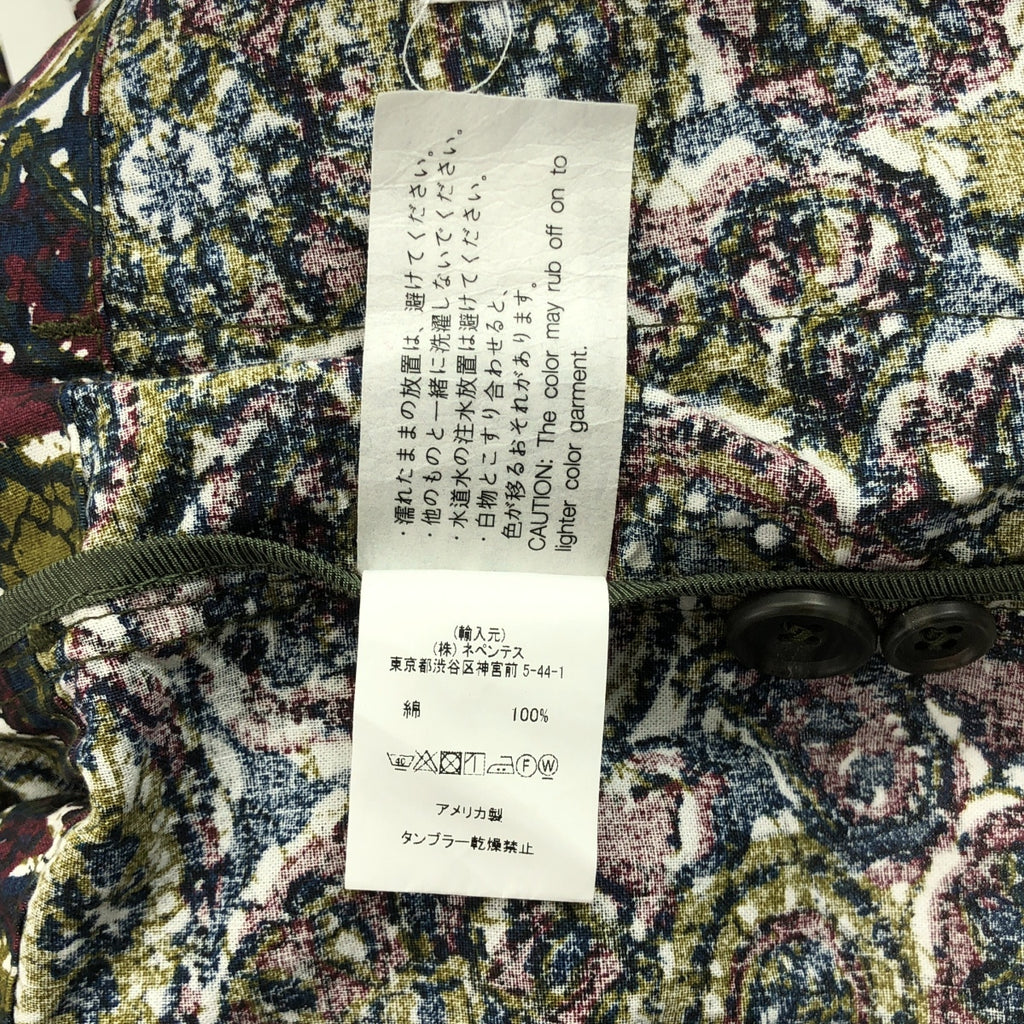 ・濡れたままの放置は、避けてください。
・他のものと一緒に洗濯しないでください。
・水道水の注水放置は避けてください。
・白物とこすり合わせると、
色が移るおそれがあります。
CAUTION: The color may rub off on to
lighter color garment.
(輸入元)
(株)ネペンテス
東京都渋谷区神宮前 5-44-1
綿 100%
40 F W
アメリカ製
タンブラー乾燥禁止